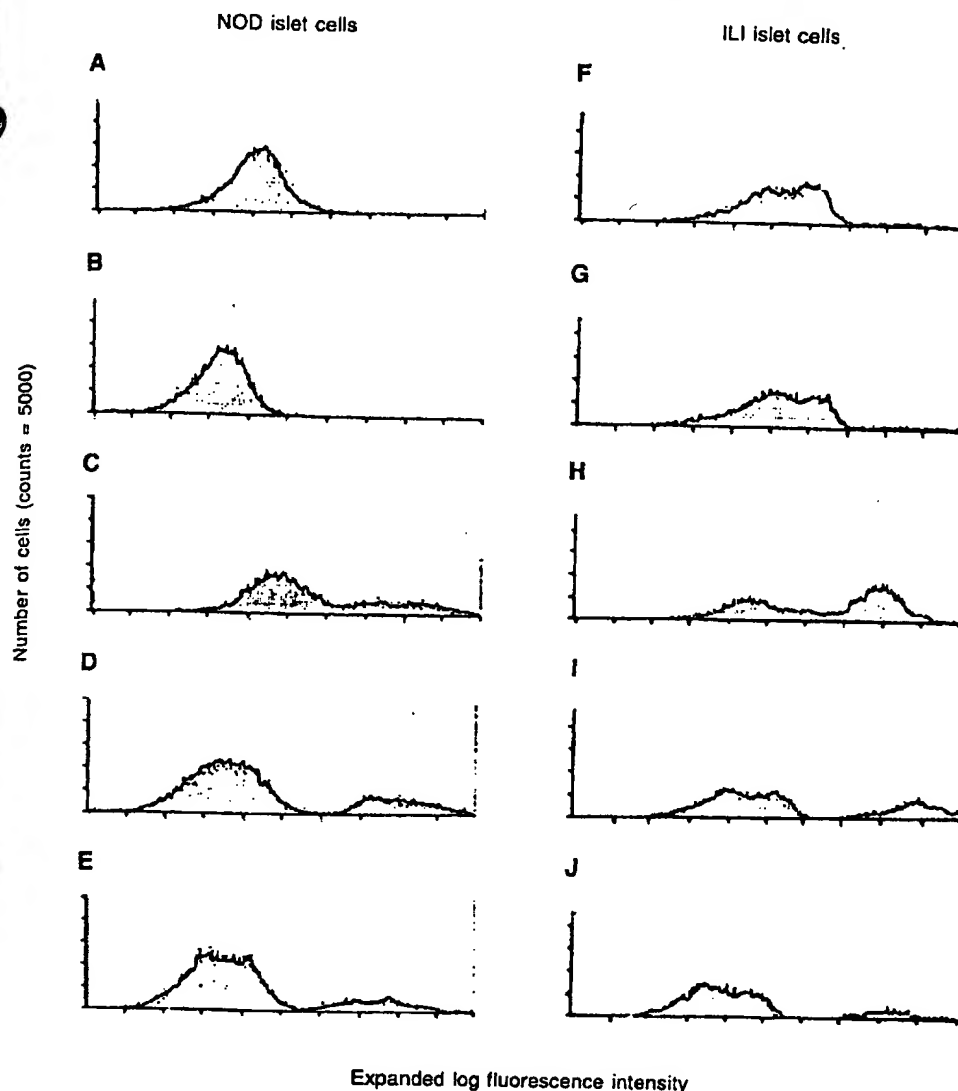 NOD islet cells
ILI islet cells
A
F
B
G
C
H
D
I
E
J
Number of cells (counts = 5000)
Expanded log fluorescence intensity